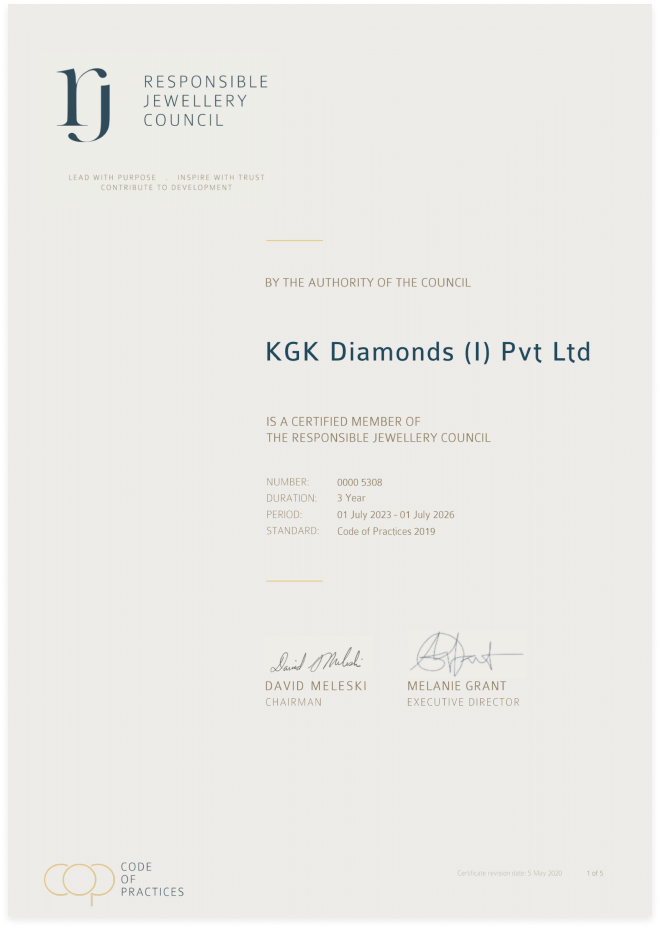 rj
RESPONSIBLE
JEWELLERY
COUNCIL
LEAD WITH PURPOSE . INSPIRE WITH TRUST
CONTRIBUTE TO DEVELOPMENT
BY THE AUTHORITY OF THE COUNCIL
KGK Diamonds (I) Pvt Ltd
IS A CERTIFIED MEMBER OF
THE RESPONSIBLE JEWELLERY COUNCIL
NUMBER: 0000 5308
DURATION: 3 Year
PERIOD: 01 July 2023 - 01 July 2026
STANDARD: Code of Practices 2019
David J Meleski
DAVID MELESKI
CHAIRMAN
MELANIE GRANT
EXECUTIVE DIRECTOR
cop
CODE
OF
PRACTICES
Certificate revision date: 5 May 2020 1 of 5